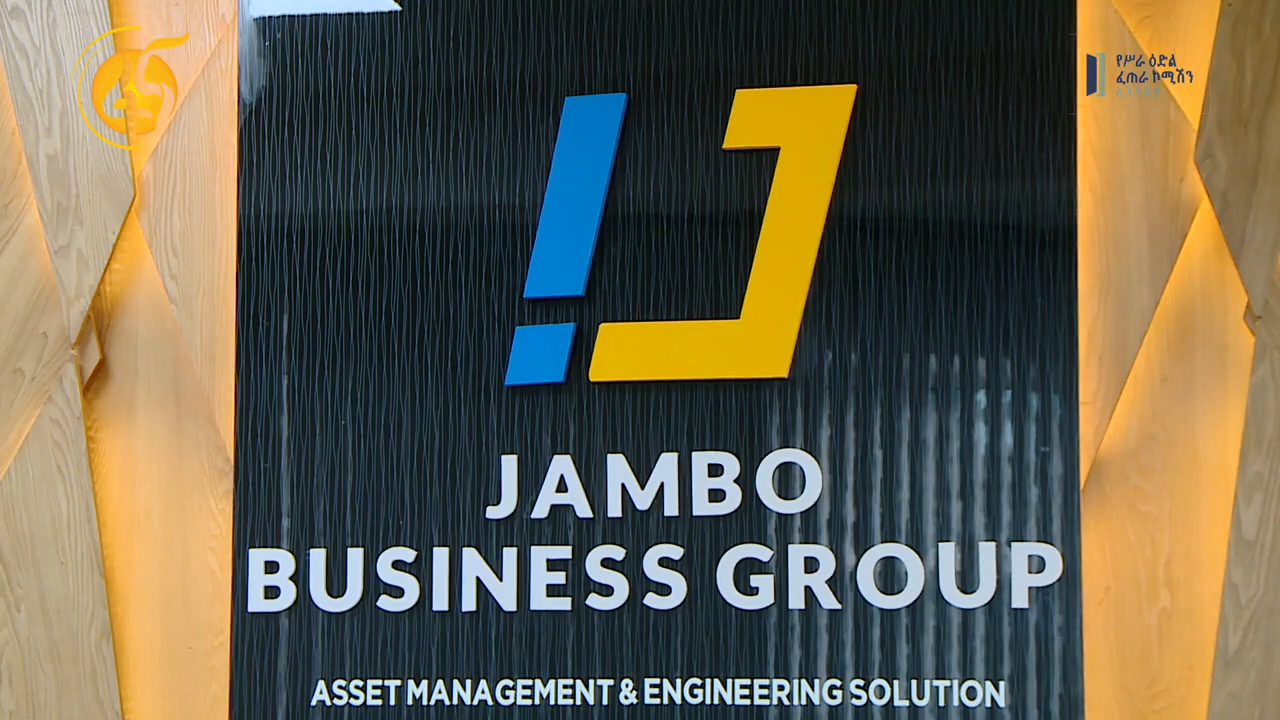 የሥራ ዕድል
ፈጠራ ኮሚሽን
JAMBO
BUSINESS GROUP
ASSET MANAGEMENT & ENGINEERING SOLUTION